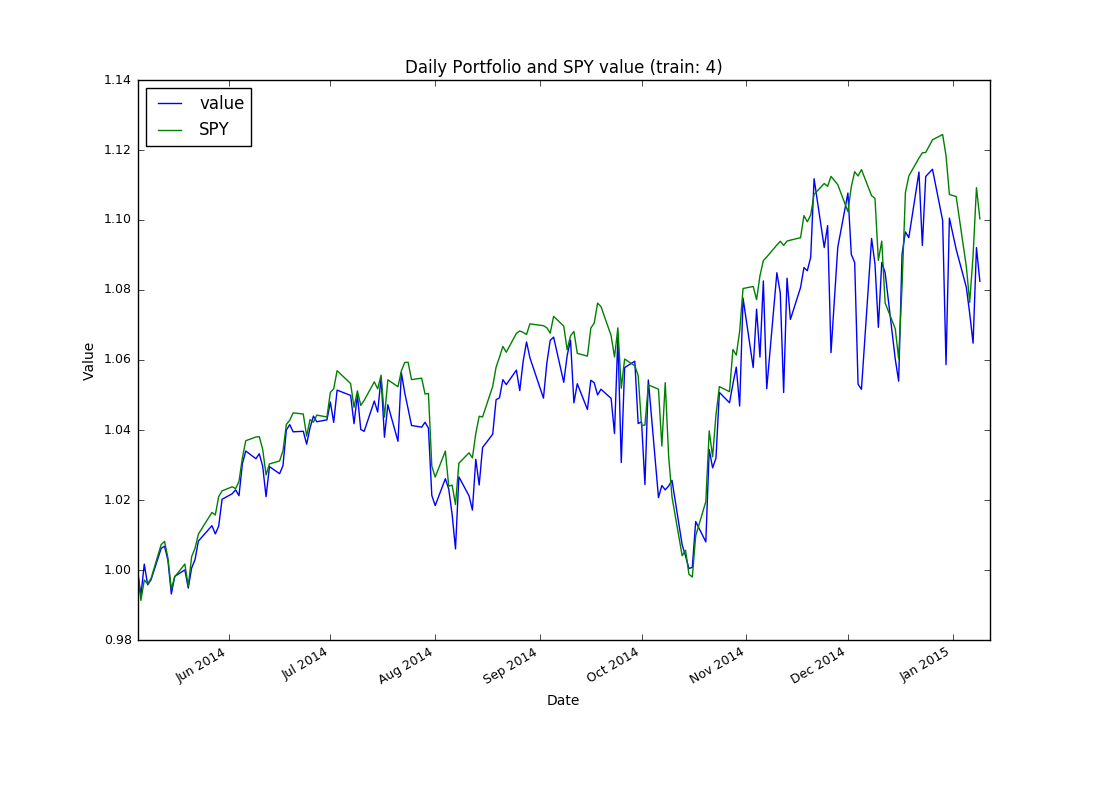 Daily Portfolio and SPY value (train: 4)
1.14
value
SPY
1.12
1.10
1.08
1.06
Value
1.04
1.02
1.00
0.98
Jun 2014 Jul 2014 Aug 2014 Sep 2014 Oct 2014 Nov 2014 Dec 2014 Jan 2015
Date